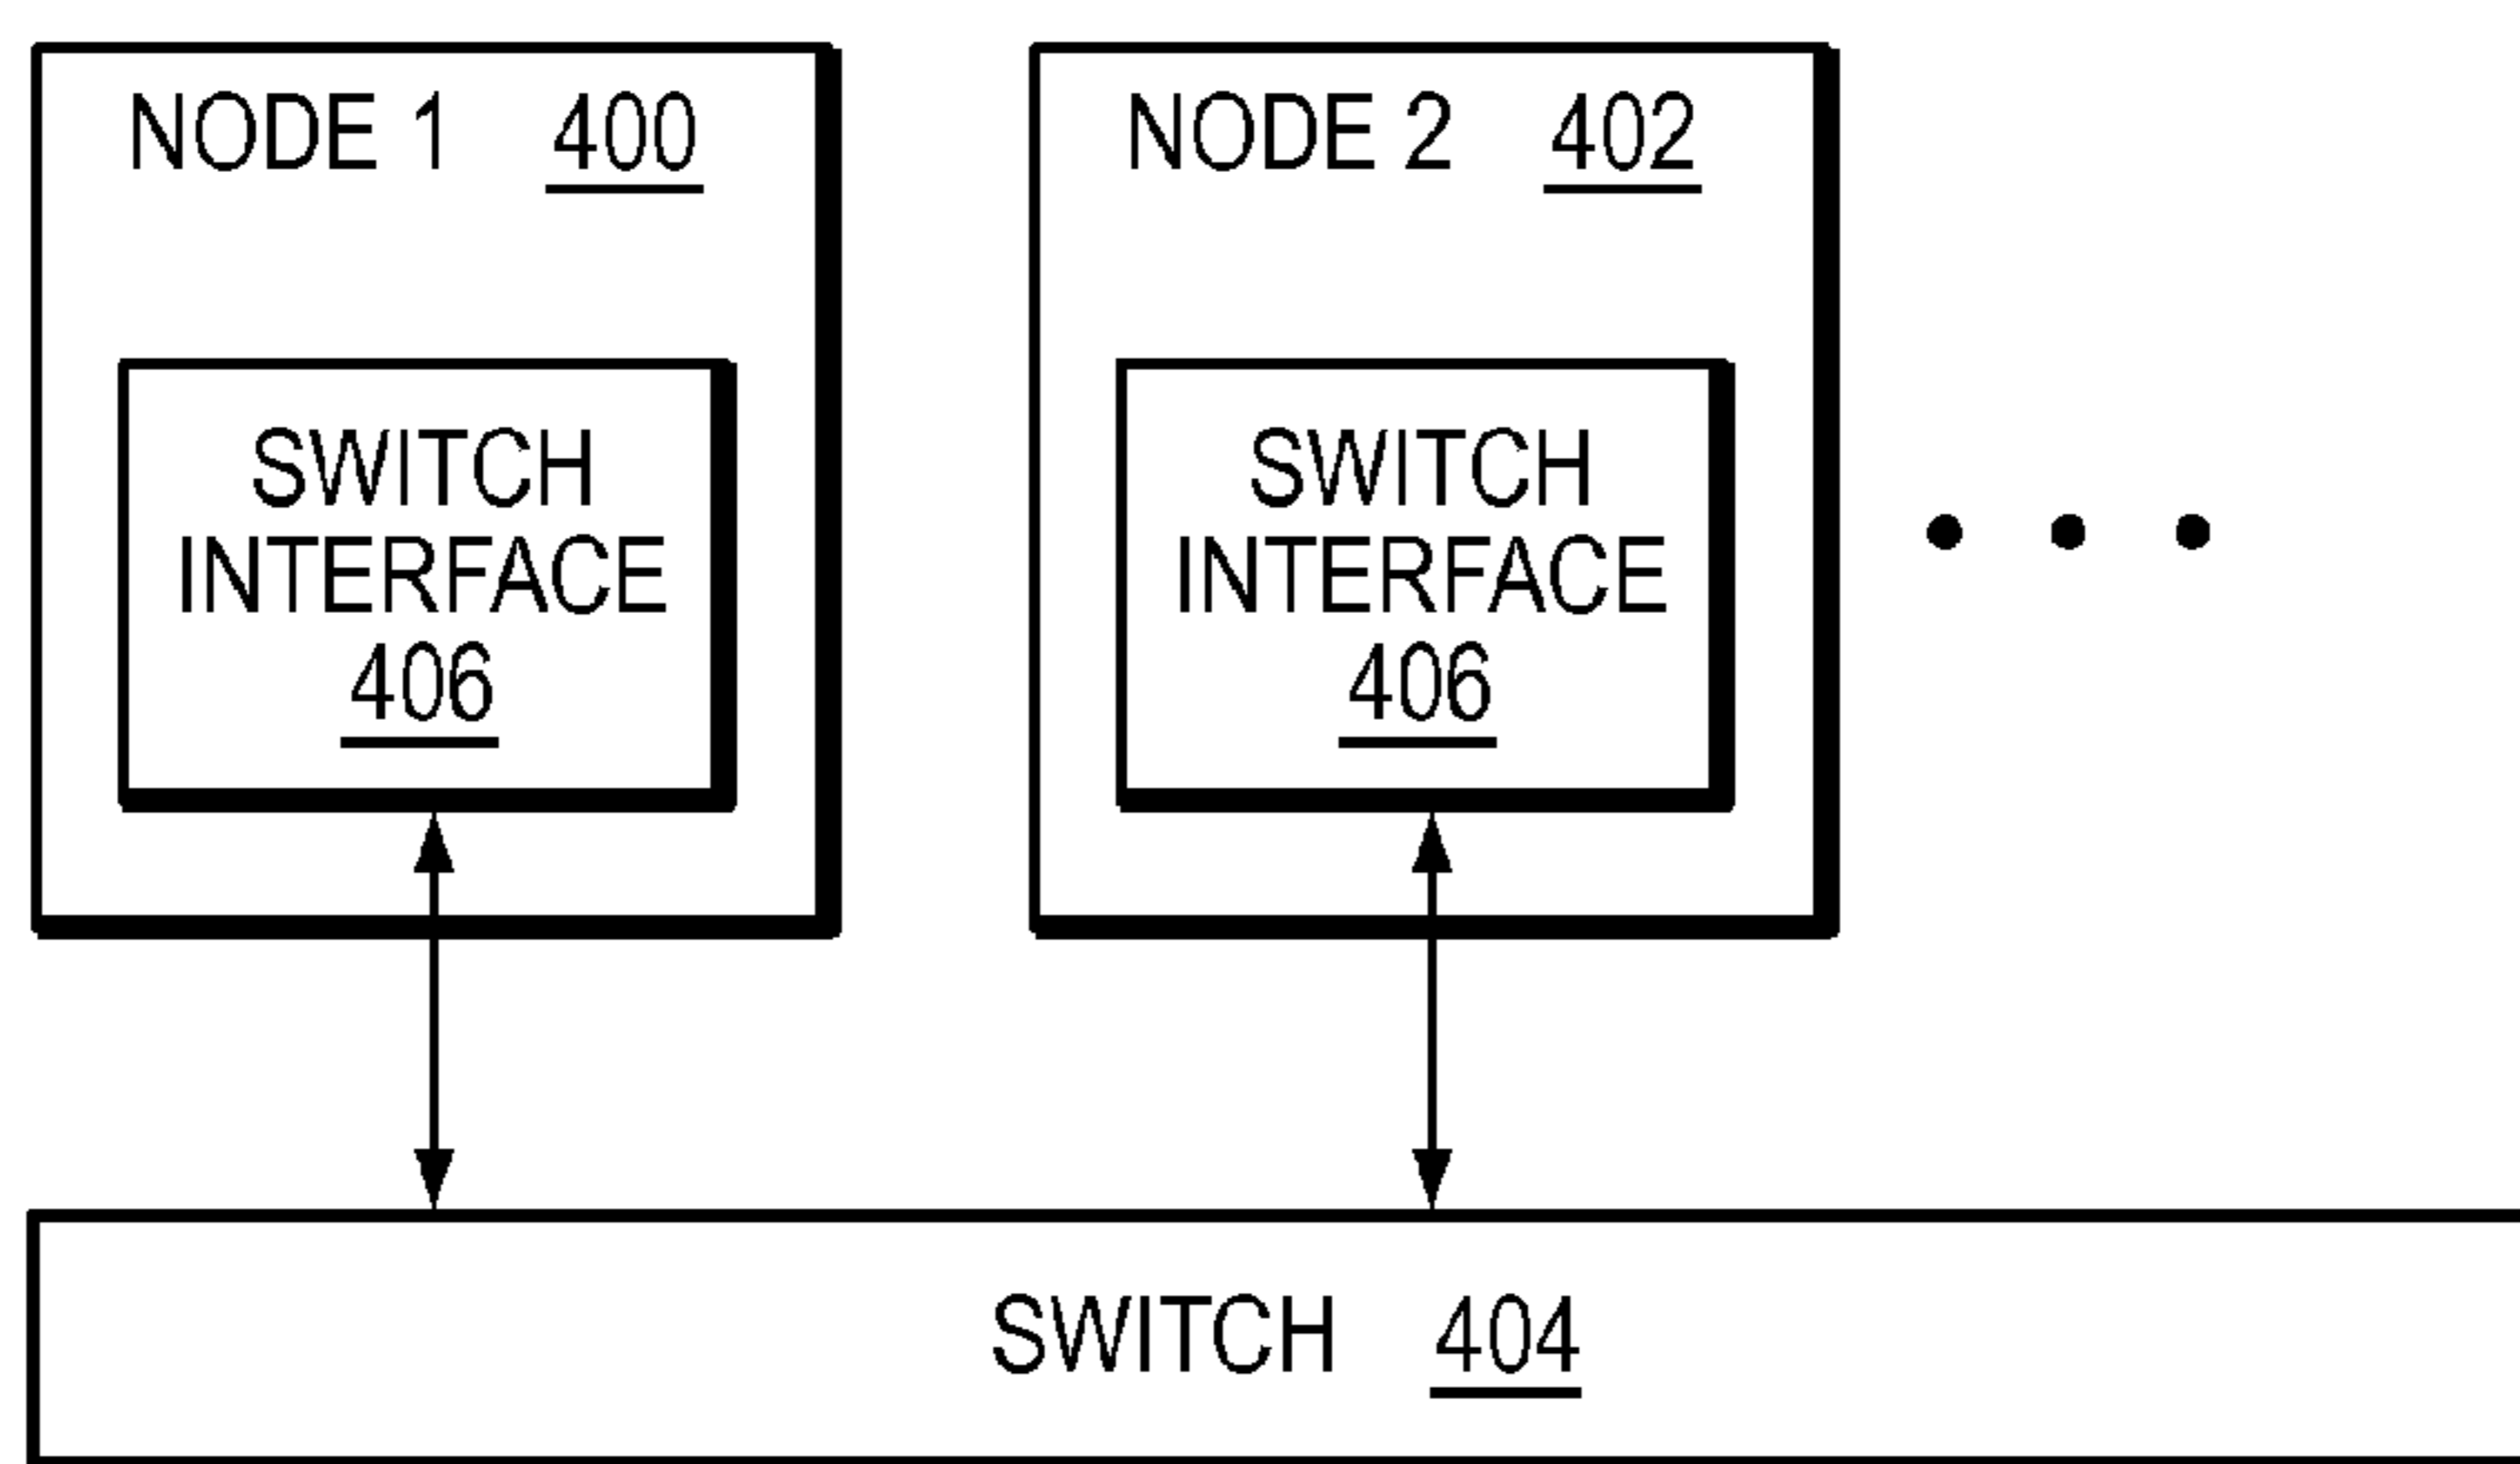 NODE 1 400
SWITCH
INTERFACE
406
NODE 2 402
SWITCH
INTERFACE
406
SWITCH 404